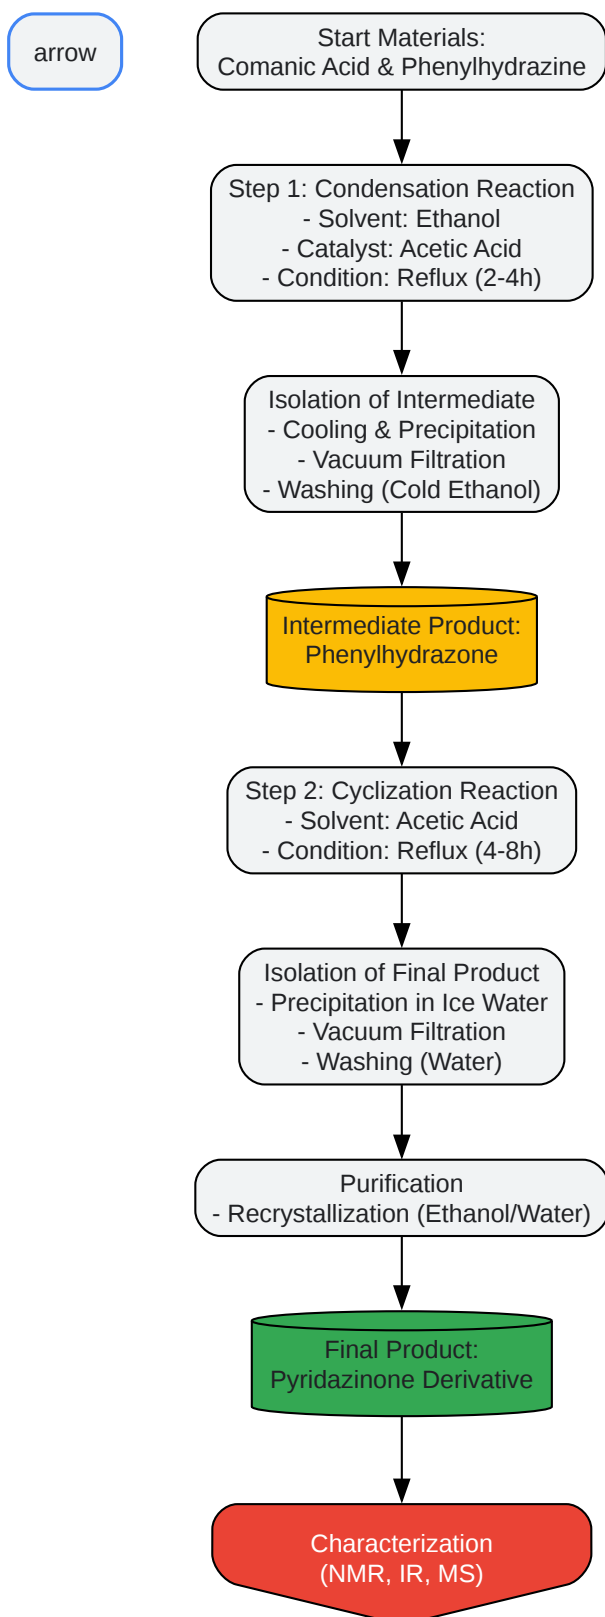 arrow
Start Materials:
Comanic Acid & Phenylhydrazine
Step 1: Condensation Reaction
- Solvent: Ethanol
- Catalyst: Acetic Acid
- Condition: Reflux (2-4h)
Isolation of Intermediate
- Cooling & Precipitation
- Vacuum Filtration
- Washing (Cold Ethanol)
Intermediate Product:
Phenylhydrazone
Step 2: Cyclization Reaction
- Solvent: Acetic Acid
- Condition: Reflux (4-8h)
Isolation of Final Product
- Precipitation in Ice Water
- Vacuum Filtration
- Washing (Water)
Purification
- Recrystallization (Ethanol/Water)
Final Product:
Pyridazinone Derivative
Characterization
(NMR, IR, MS)